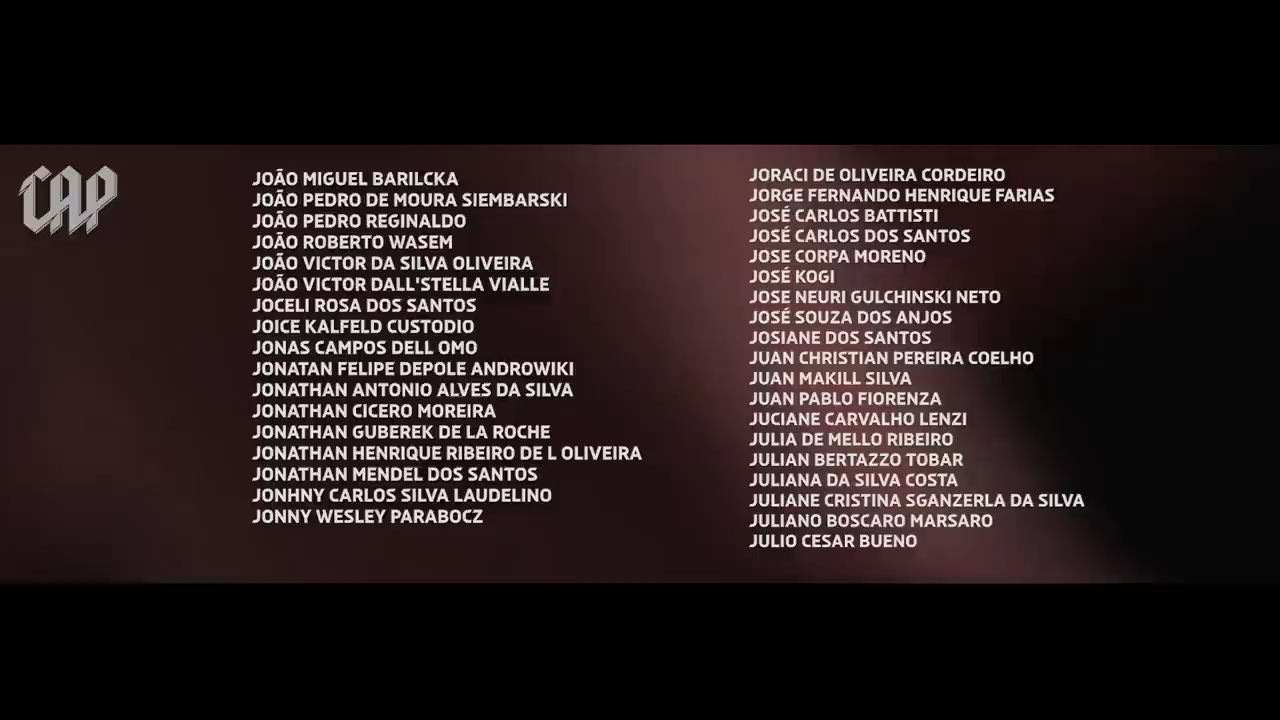 CAP
JOÃO MIGUEL BARILCKA
JOÃO PEDRO DE MOURA SIEMBARSKI
JOÃO PEDRO REGINALDO
JOÃO ROBERTO WASEM
JOÃO VICTOR DA SILVA OLIVEIRA
JOÃO VICTOR DALL'STELLA VIALLE
JOCELI ROSA DOS SANTOS
JOICE KALFELD CUSTODIO
JONAS CAMPOS DELL OMO
JONATAN FELIPE DEPOLE ANDROWIKI
JONATHAN ANTONIO ALVES DA SILVA
JONATHAN CICERO MOREIRA
JONATHAN GUBEREK DE LA ROCHE
JONATHAN HENRIQUE RIBEIRO DE L OLIVEIRA
JONATHAN MENDEL DOS SANTOS
JONHNY CARLOS SILVA LAUDELINO
JONNY WESLEY PARABOCZ
JORACI DE OLIVEIRA CORDEIRO
JORGE FERNANDO HENRIQUE FARIAS
JOSÉ CARLOS BATTISTI
JOSÉ CARLOS DOS SANTOS
JOSE CORPA MORENO
JOSÉ KOGI
JOSE NEURI GULCHINSKI NETO
JOSÉ SOUZA DOS ANJOS
JOSIANE DOS SANTOS
JUAN CHRISTIAN PEREIRA COELHO
JUAN MAKILL SILVA
JUAN PABLO FIORENZA
JUCIANE CARVALHO LENZI
JULIA DE MELLO RIBEIRO
JULIAN BERTAZZO TOBAR
JULIANA DA SILVA COSTA
JULIANE CRISTINA SGANZERLA DA SILVA
JULIANO BOSCARO MARSARO
JULIO CESAR BUENO